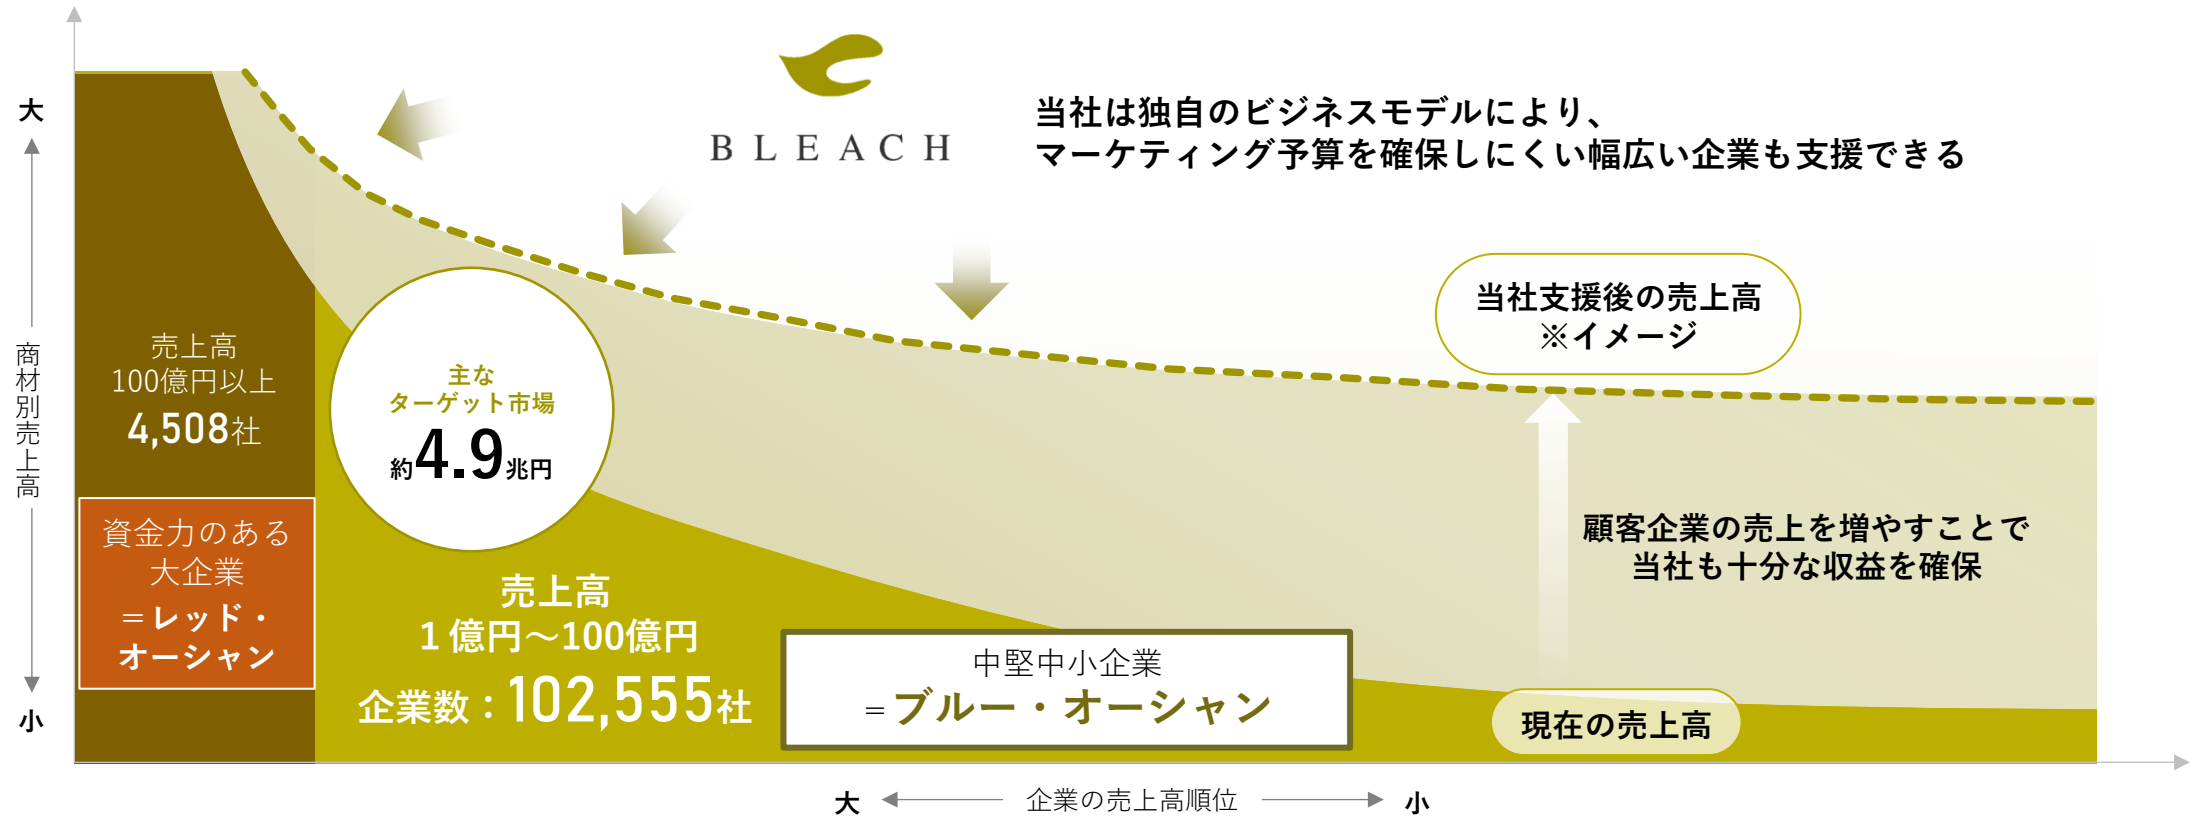 BLEACH
当社は独自のビジネスモデルにより、
マーケティング予算を確保しにくい幅広い企業も支援できる
大
商材別売上高
小
売上高
100億円以上
4,508社
資金力のある
大企業
＝レッド・
オーシャン
主な
ターゲット市場
約4.9兆円
売上高
１億円～100億円
企業数：102,555社
中堅中小企業
＝ブルー・オーシャン
当社支援後の売上高
※イメージ
顧客企業の売上を増やすことで
当社も十分な収益を確保
現在の売上高
大 企業の売上高順位 小